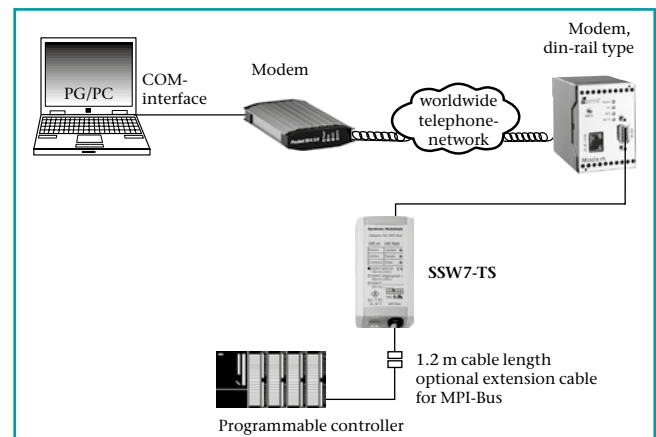 PG/PC
COM-
interface
Modem
Modem,
din-rail type
worldwide
telephone-
network
Modem
SSW7-TS
1.2 m cable length
optional extension cable
for MPI-Bus
Programmable controller